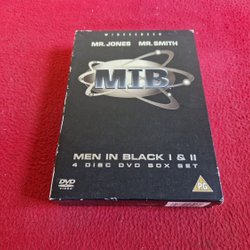 WIDESCREEN
MR. JONES MR. SMITH
MIB
MEN IN BLACK I & II
4 DISC DVD BOX SET
DVD
PG